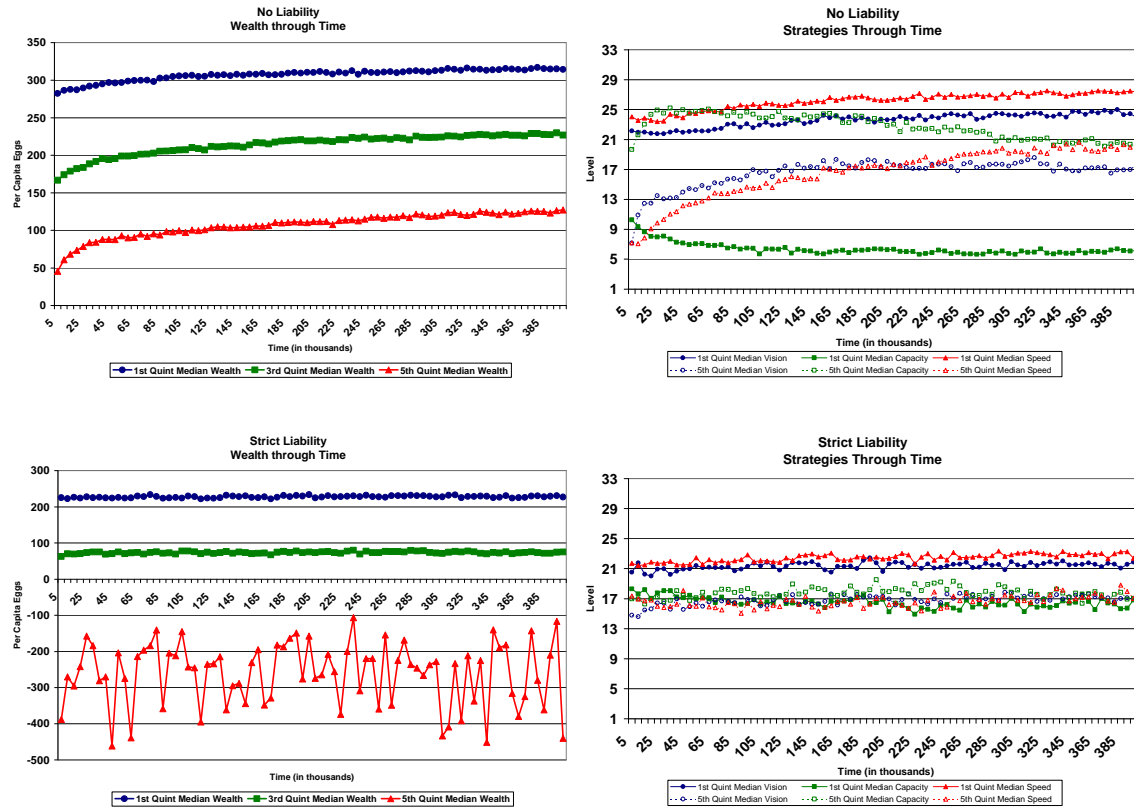 No Liability
Wealth through Time
350
300
250
200
150
100
50
0
Per Capita Eggs
5 25 45 65 85 105 125 145 165 185 205 225 245 265 285 305 325 345 365 385
Time (in thousands)
1st Quint Median Wealth 3rd Quint Median Wealth 5th Quint Median Wealth
No Liability
Strategies Through Time
33
29
25
21
17
13
9
5
1
Level
5 25 45 65 85 105 125 145 165 185 205 225 245 265 285 305 325 345 365 385
Time (in thousands)
1st Quint Median Vision 1st Quint Median Capacity 1st Quint Median Speed
5th Quint Median Vision 5th Quint Median Capacity 5th Quint Median Speed
Strict Liability
Wealth through Time
300
200
100
0
-100
-200
-300
-400
-500
Per Capita Eggs
5 25 45 65 85 105 125 145 165 185 205 225 245 265 285 305 325 345 365 385
Time (in thousands)
1st Quint Median Wealth 3rd Quint Median Wealth 5th Quint Median Wealth
Strict Liability
Strategies Through Time
33
29
25
21
17
13
9
5
1
Level
5 25 45 65 85 105 125 145 165 185 205 225 245 265 285 305 325 345 365 385
Time (in thousands)
1st Quint Median Vision 1st Quint Median Capacity 1st Quint Median Speed
5th Quint Median Vision 5th Quint Median Capacity 5th Quint Median Speed